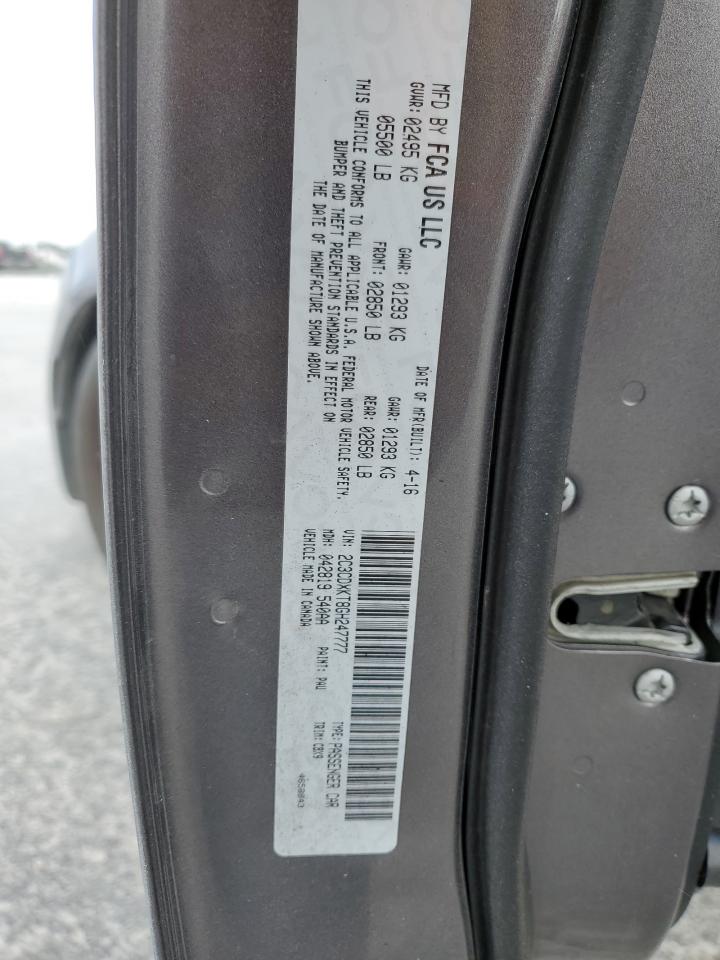 MFD BY FCA US LLC
DATE OF MFR(BUILT): 4-16
GVWR: 02495 KG
GAWR: 01293 KG
GAWR: 01293 KG
05500 LB
FRONT: 02850 LB
REAR: 02850 LB
THIS VEHICLE CONFORMS TO ALL APPLICABLE U.S.A. FEDERAL MOTOR VEHICLE SAFETY,
BUMPER AND THEFT PREVENTION STANDARDS IN EFFECT ON
THE DATE OF MANUFACTURE SHOWN ABOVE.
VIN: 2C3CDXKT8GH247777
TYPE: PASSENGER CAR
MDH: 042819 540AA
PAINT: PAU
TRIM: CBX9
VEHICLE MADE IN CANADA